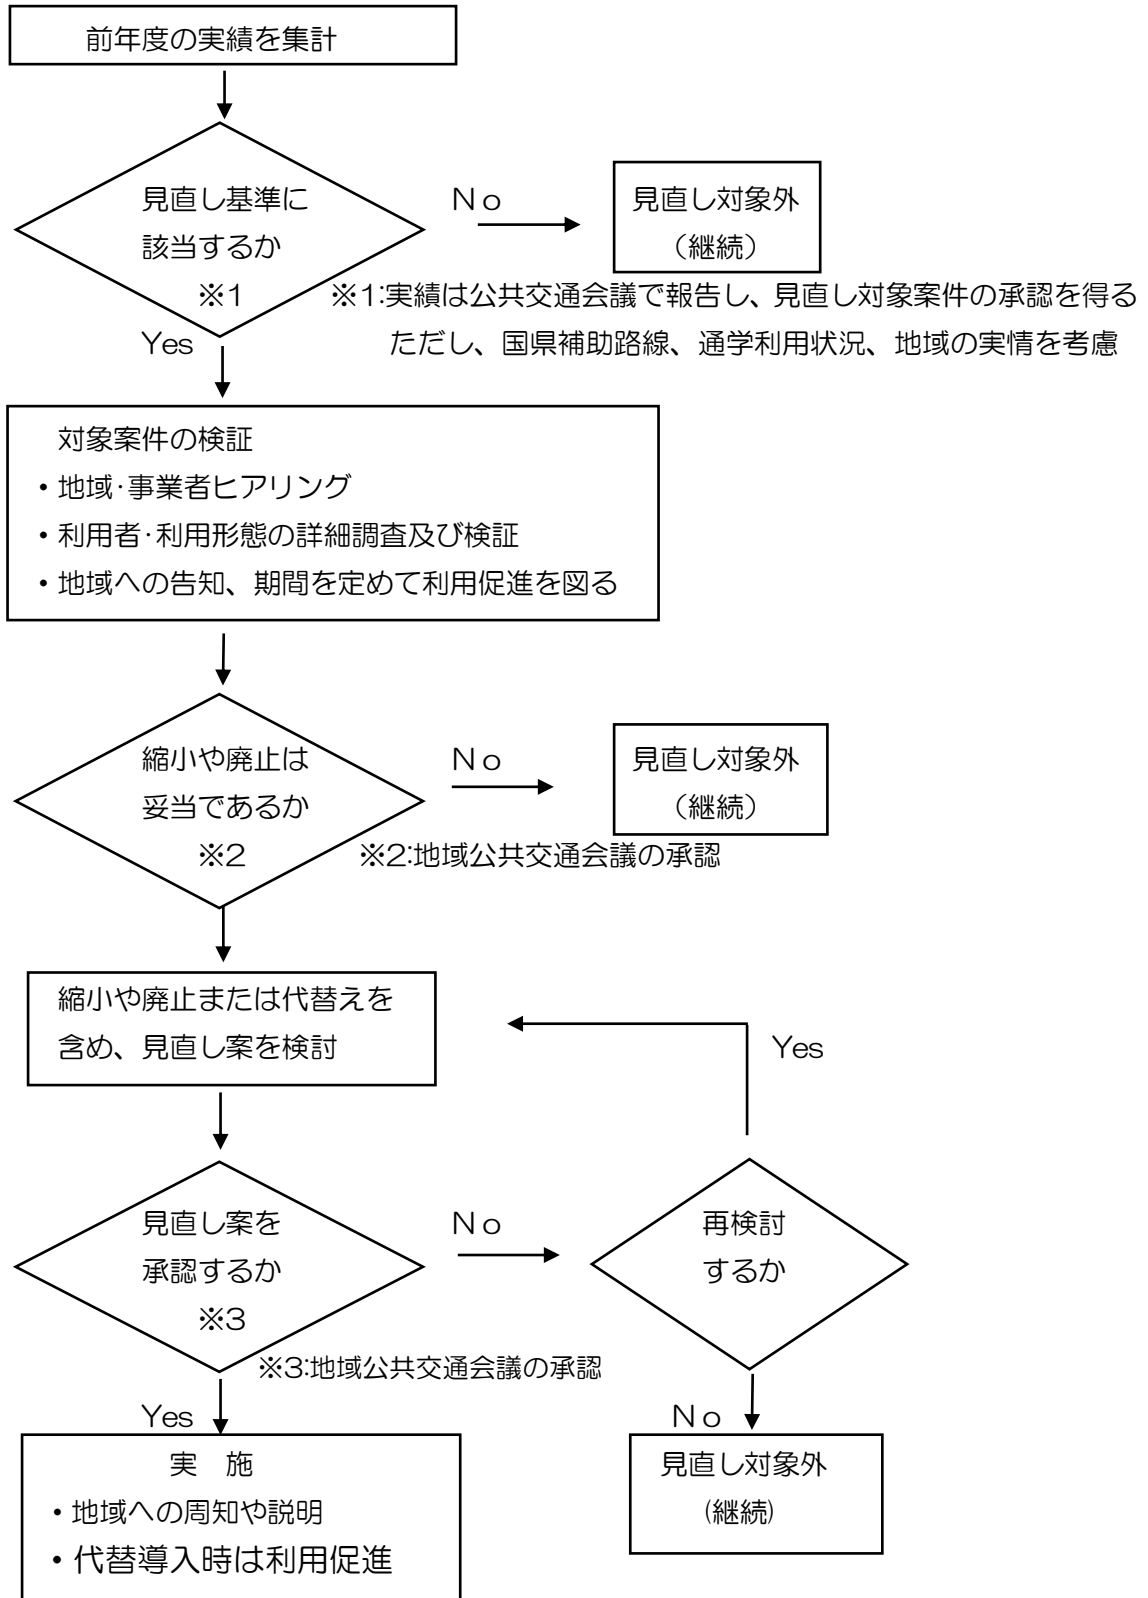 前年度の実績を集計
見直し基準に
該当するか
※1
No
見直し対象外
（継続）
※1:実績は公共交通会議で報告し、見直し対象案件の承認を得る
ただし、国県補助路線、通学利用状況、地域の実情を考慮
Yes
対象案件の検証
・地域･事業者ヒアリング
・利用者･利用形態の詳細調査及び検証
・地域への告知、期間を定めて利用促進を図る
縮小や廃止は
妥当であるか
※2
No
見直し対象外
（継続）
※2:地域公共交通会議の承認
縮小や廃止または代替えを
含め、見直し案を検討
Yes
見直し案を
承認するか
※3
No
再検討
するか
※3:地域公共交通会議の承認
Yes
No
実　施
・地域への周知や説明
・代替導入時は利用促進
見直し対象外
(継続)